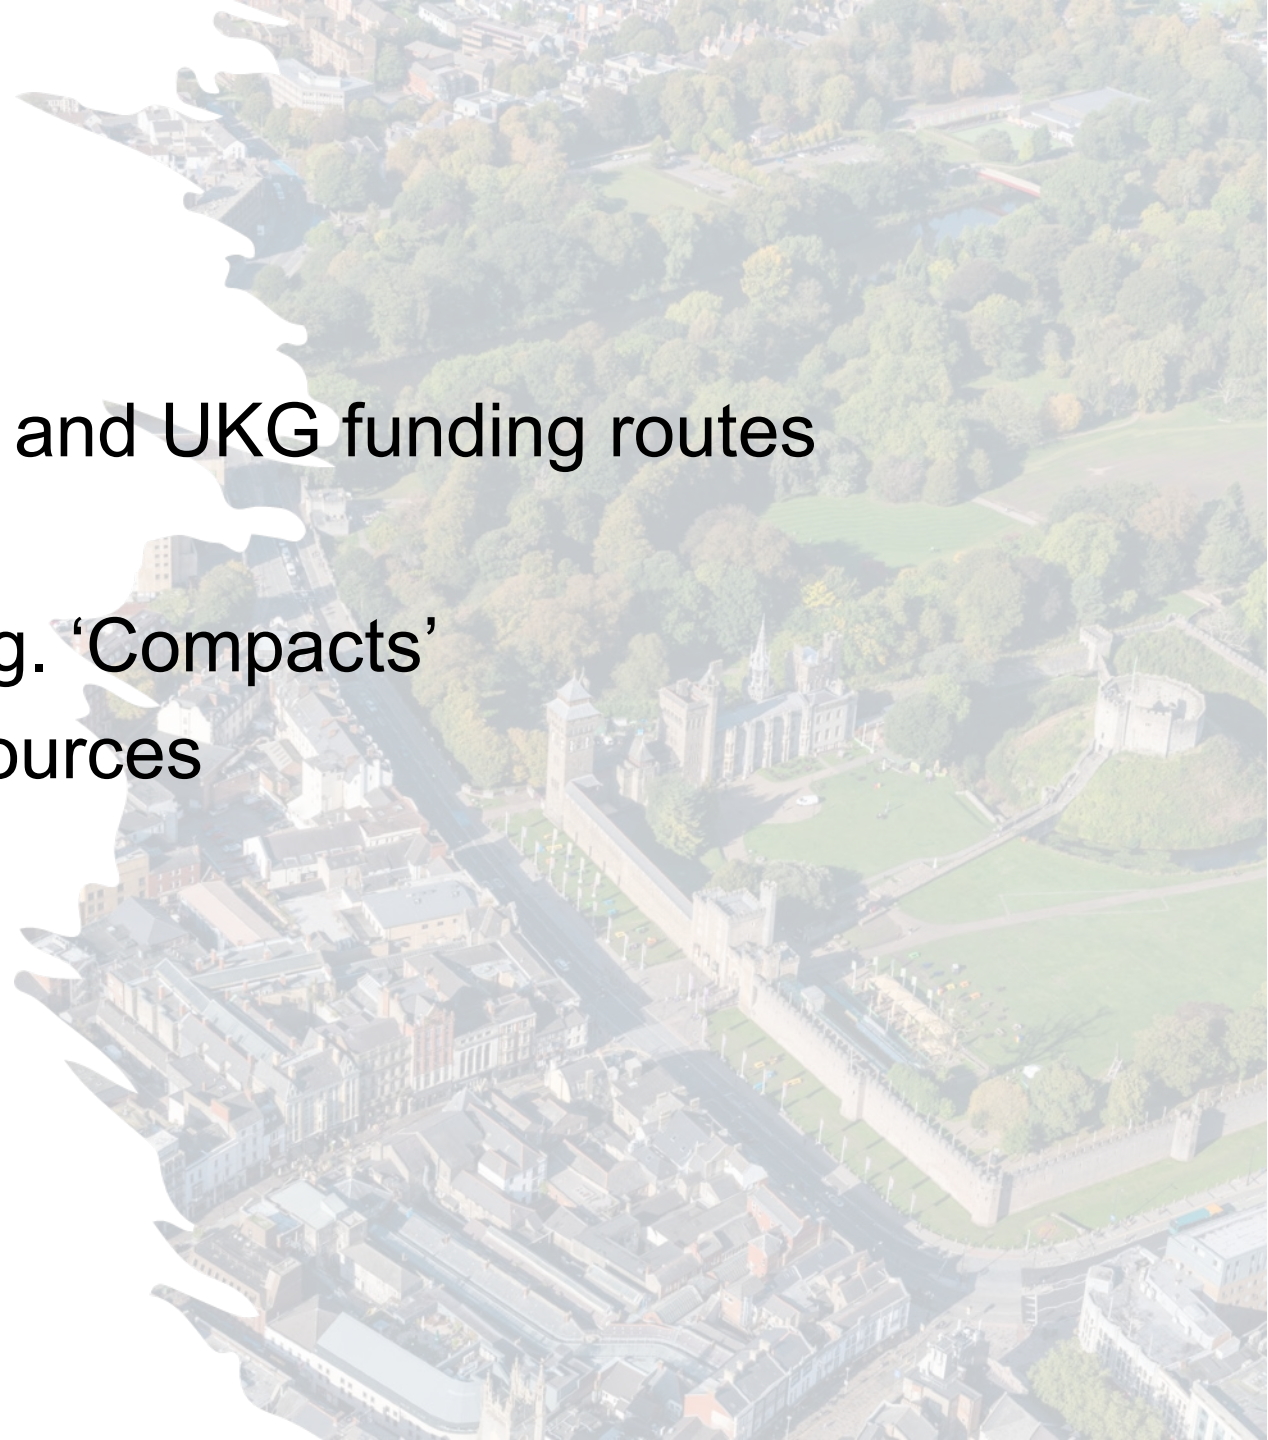 and UKG funding routes
g. ‘Compacts’
ources